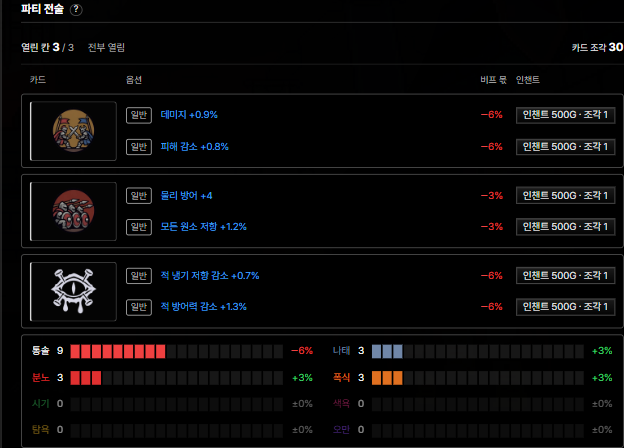 파티 전술 ?
열린 칸 3 / 3 전부 열림 카드 조각 30
카드 옵션 비프 몫 인챈트
일반 데미지 +0.9% −6% 인챈트 500G · 조각 1
일반 피해 감소 +0.8% −6% 인챈트 500G · 조각 1
일반 물리 방어 +4 −3% 인챈트 500G · 조각 1
일반 모든 원소 저항 +1.2% −3% 인챈트 500G · 조각 1
일반 적 냉기 저항 감소 +0.7% −6% 인챈트 500G · 조각 1
일반 적 방어력 감소 +1.3% −6% 인챈트 500G · 조각 1
통솔 9 −6% 나태 3 +3%
분노 3 +3% 폭식 3 +3%
시기 0 ±0% 색욕 0 ±0%
탐욕 0 ±0% 오만 0 ±0%